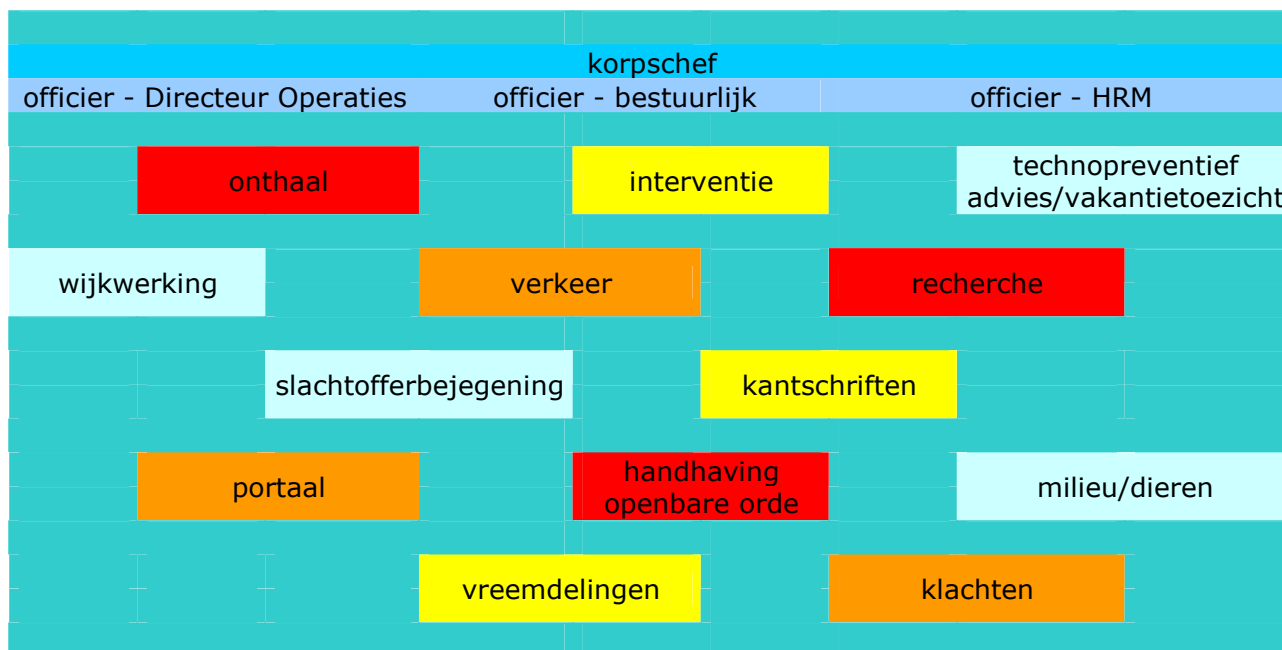 korpschef
officier - Directeur Operaties officier - bestuurlijk officier - HRM
onthaal
interventie
technopreventief
advies/vakantietoezicht
wijkwerking
verkeer
recherche
slachtofferbejegening
kantschriften
portaal
handhaving
openbare orde
milieu/dieren
vreemdelingen
klachten